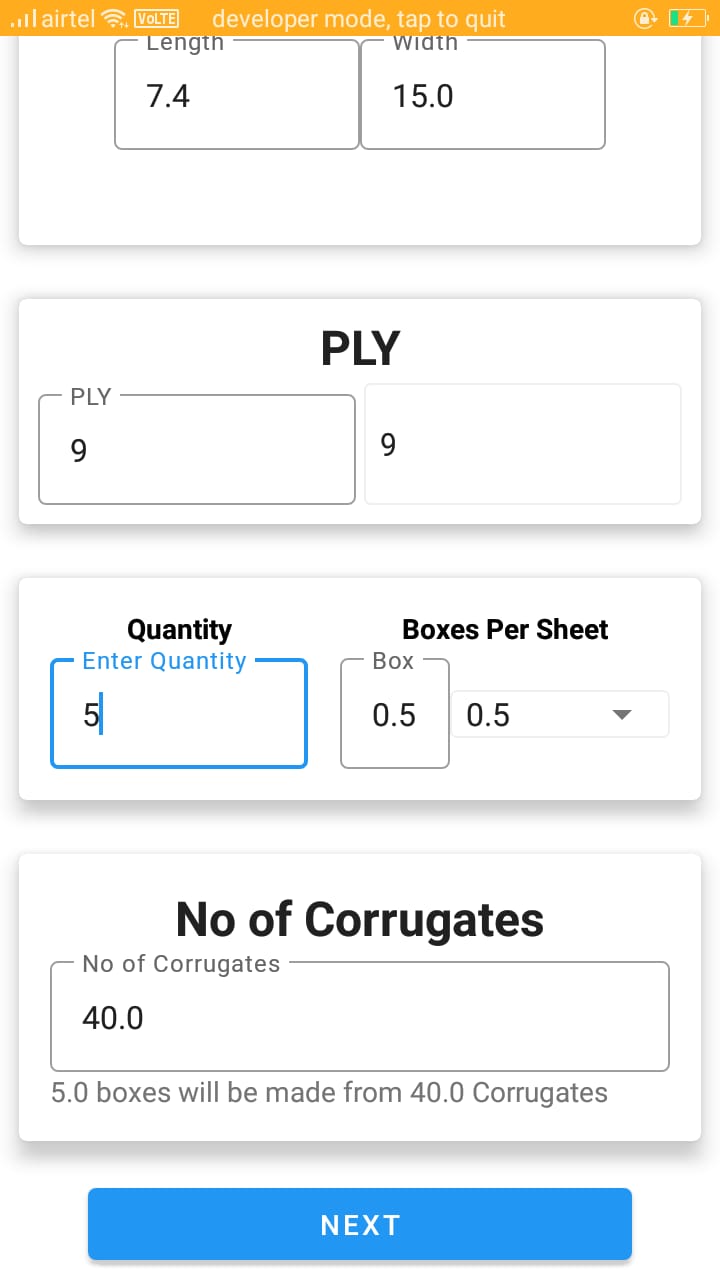 airtel VoLTE developer mode, tap to quit
Length Width
7.4 15.0
PLY
PLY
9 9
Quantity Boxes Per Sheet
Enter Quantity Box
5 0.5 0.5
No of Corrugates
No of Corrugates
40.0
5.0 boxes will be made from 40.0 Corrugates
NEXT